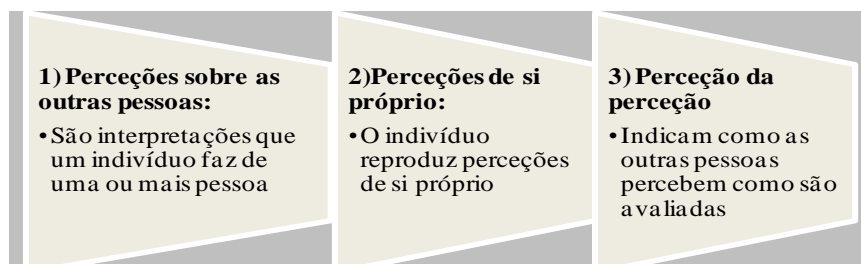 1) Perceções sobre as
outras pessoas:
•São interpretações que
um indivíduo faz de
uma ou mais pessoa
2)Perceções de si
próprio:
•O indivíduo
reproduz perceções
de si próprio
3) Perceção da
perceção
•Indicam como as
outras pessoas
percebem como são
avaliadas